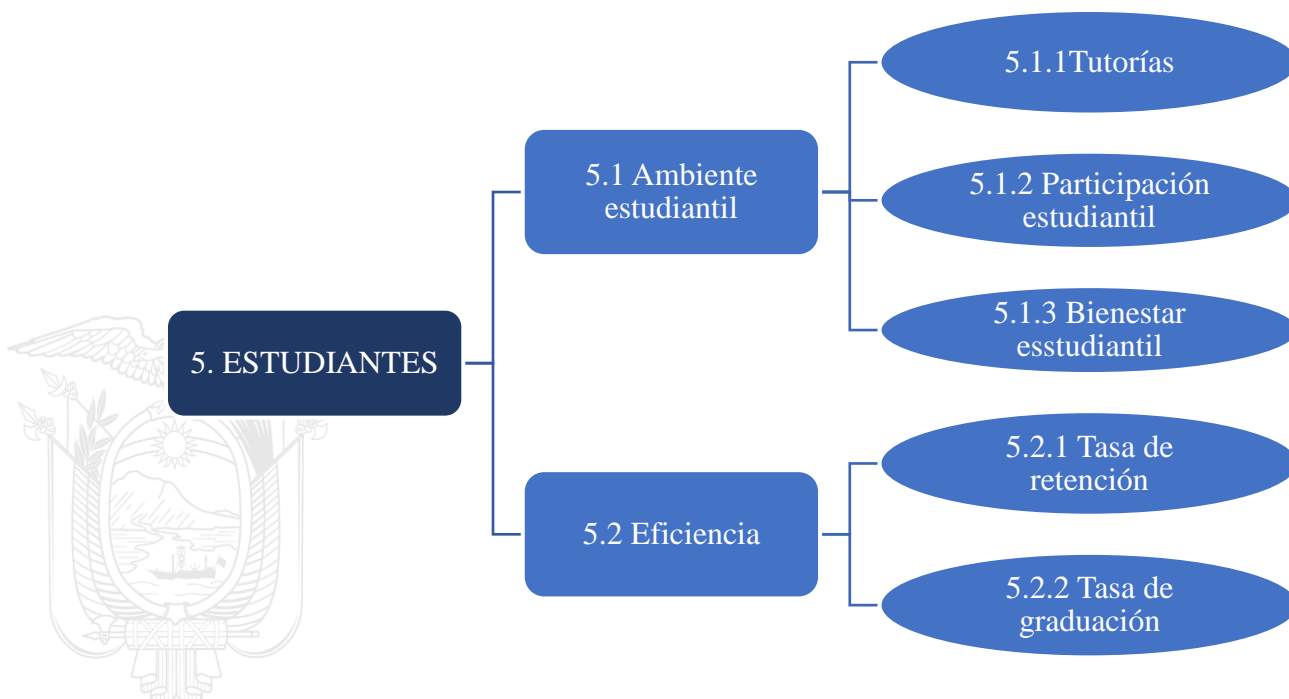 5. ESTUDIANTES
5.1 Ambiente
estudiantil
5.1.1Tutorías
5.1.2 Participación
estudiantil
5.1.3 Bienestar
esstudiantil
5.2 Eficiencia
5.2.1 Tasa de
retención
5.2.2 Tasa de
graduación